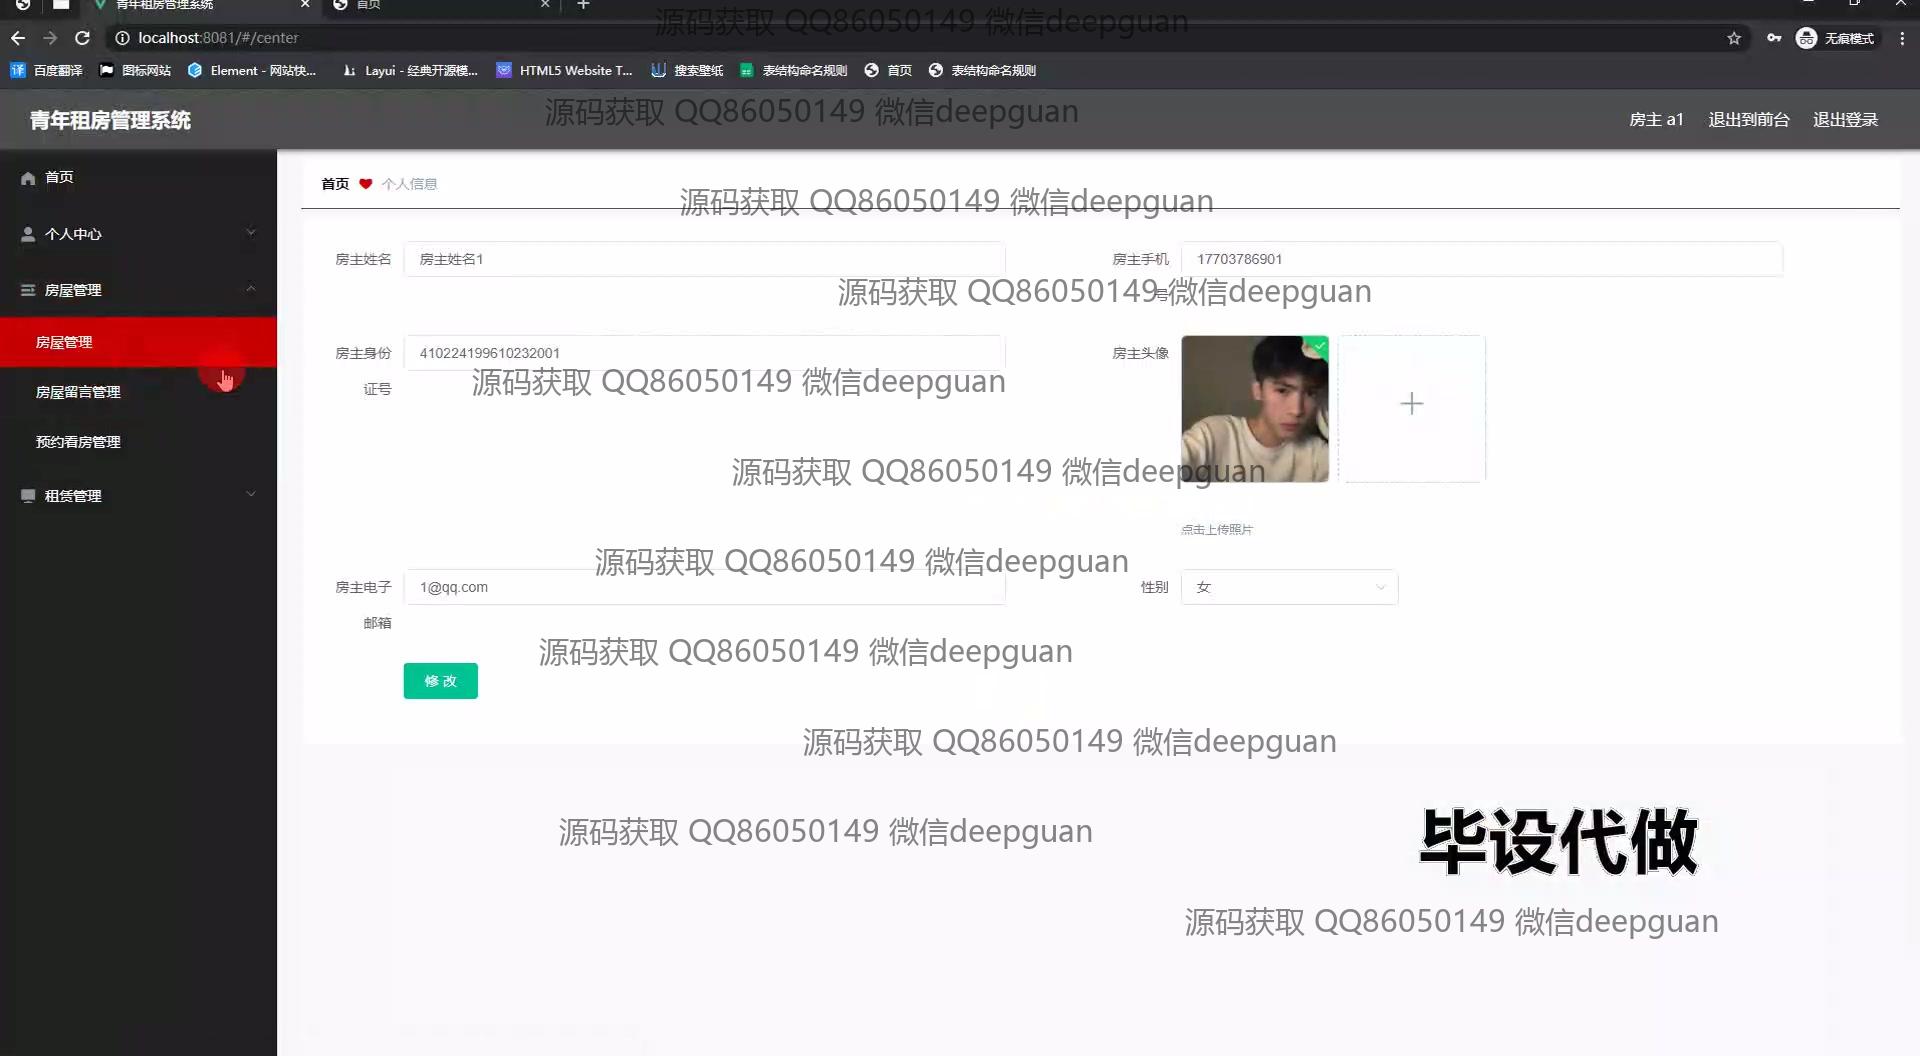 青年租房管理系统
首页
源码获取 QQ86050149 微信deepguan
localhost:8081/#/center
无痕模式
百度翻译
图标网站
Element - 网站快...
Layui - 经典开源模...
HTML5 Website T...
搜索壁纸
表结构命名规则
首页
表结构命名规则
青年租房管理系统
源码获取 QQ86050149 微信deepguan
房主 a1
退出到前台
退出登录
首页
个人中心
房屋管理
房屋管理
房屋留言管理
预约看房管理
租赁管理
首页
个人信息
源码获取 QQ86050149 微信deepguan
房主姓名
房主姓名1
房主手机
号
17703786901
源码获取 QQ86050149 微信deepguan
房主身份
证号
410224199610232001
房主头像
源码获取 QQ86050149 微信deepguan
源码获取 QQ86050149 微信deepguan
点击上传照片
源码获取 QQ86050149 微信deepguan
房主电子
邮箱
1@qq.com
性别
女
源码获取 QQ86050149 微信deepguan
修 改
源码获取 QQ86050149 微信deepguan
源码获取 QQ86050149 微信deepguan
毕设代做
源码获取 QQ86050149 微信deepguan